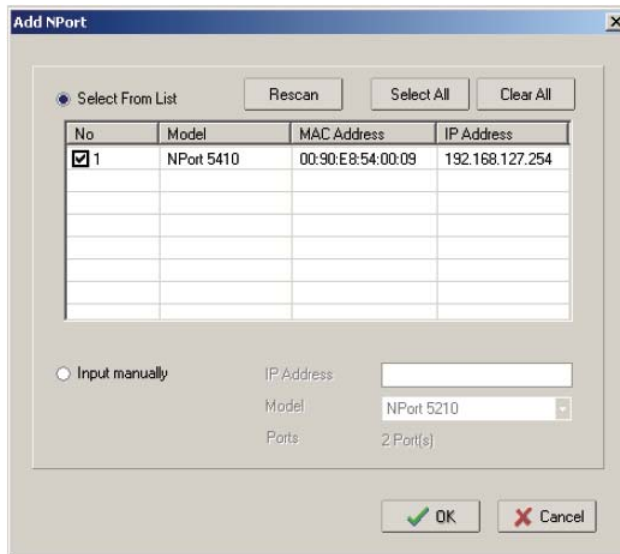 Add NPort
Select From List Rescan Select All Clear All
No Model MAC Address IP Address
1 NPort 5410 00:90:E8:54:00:09 192.168.127.254
Input manually IP Address
Model NPort 5210
Ports 2 Port(s)
OK Cancel